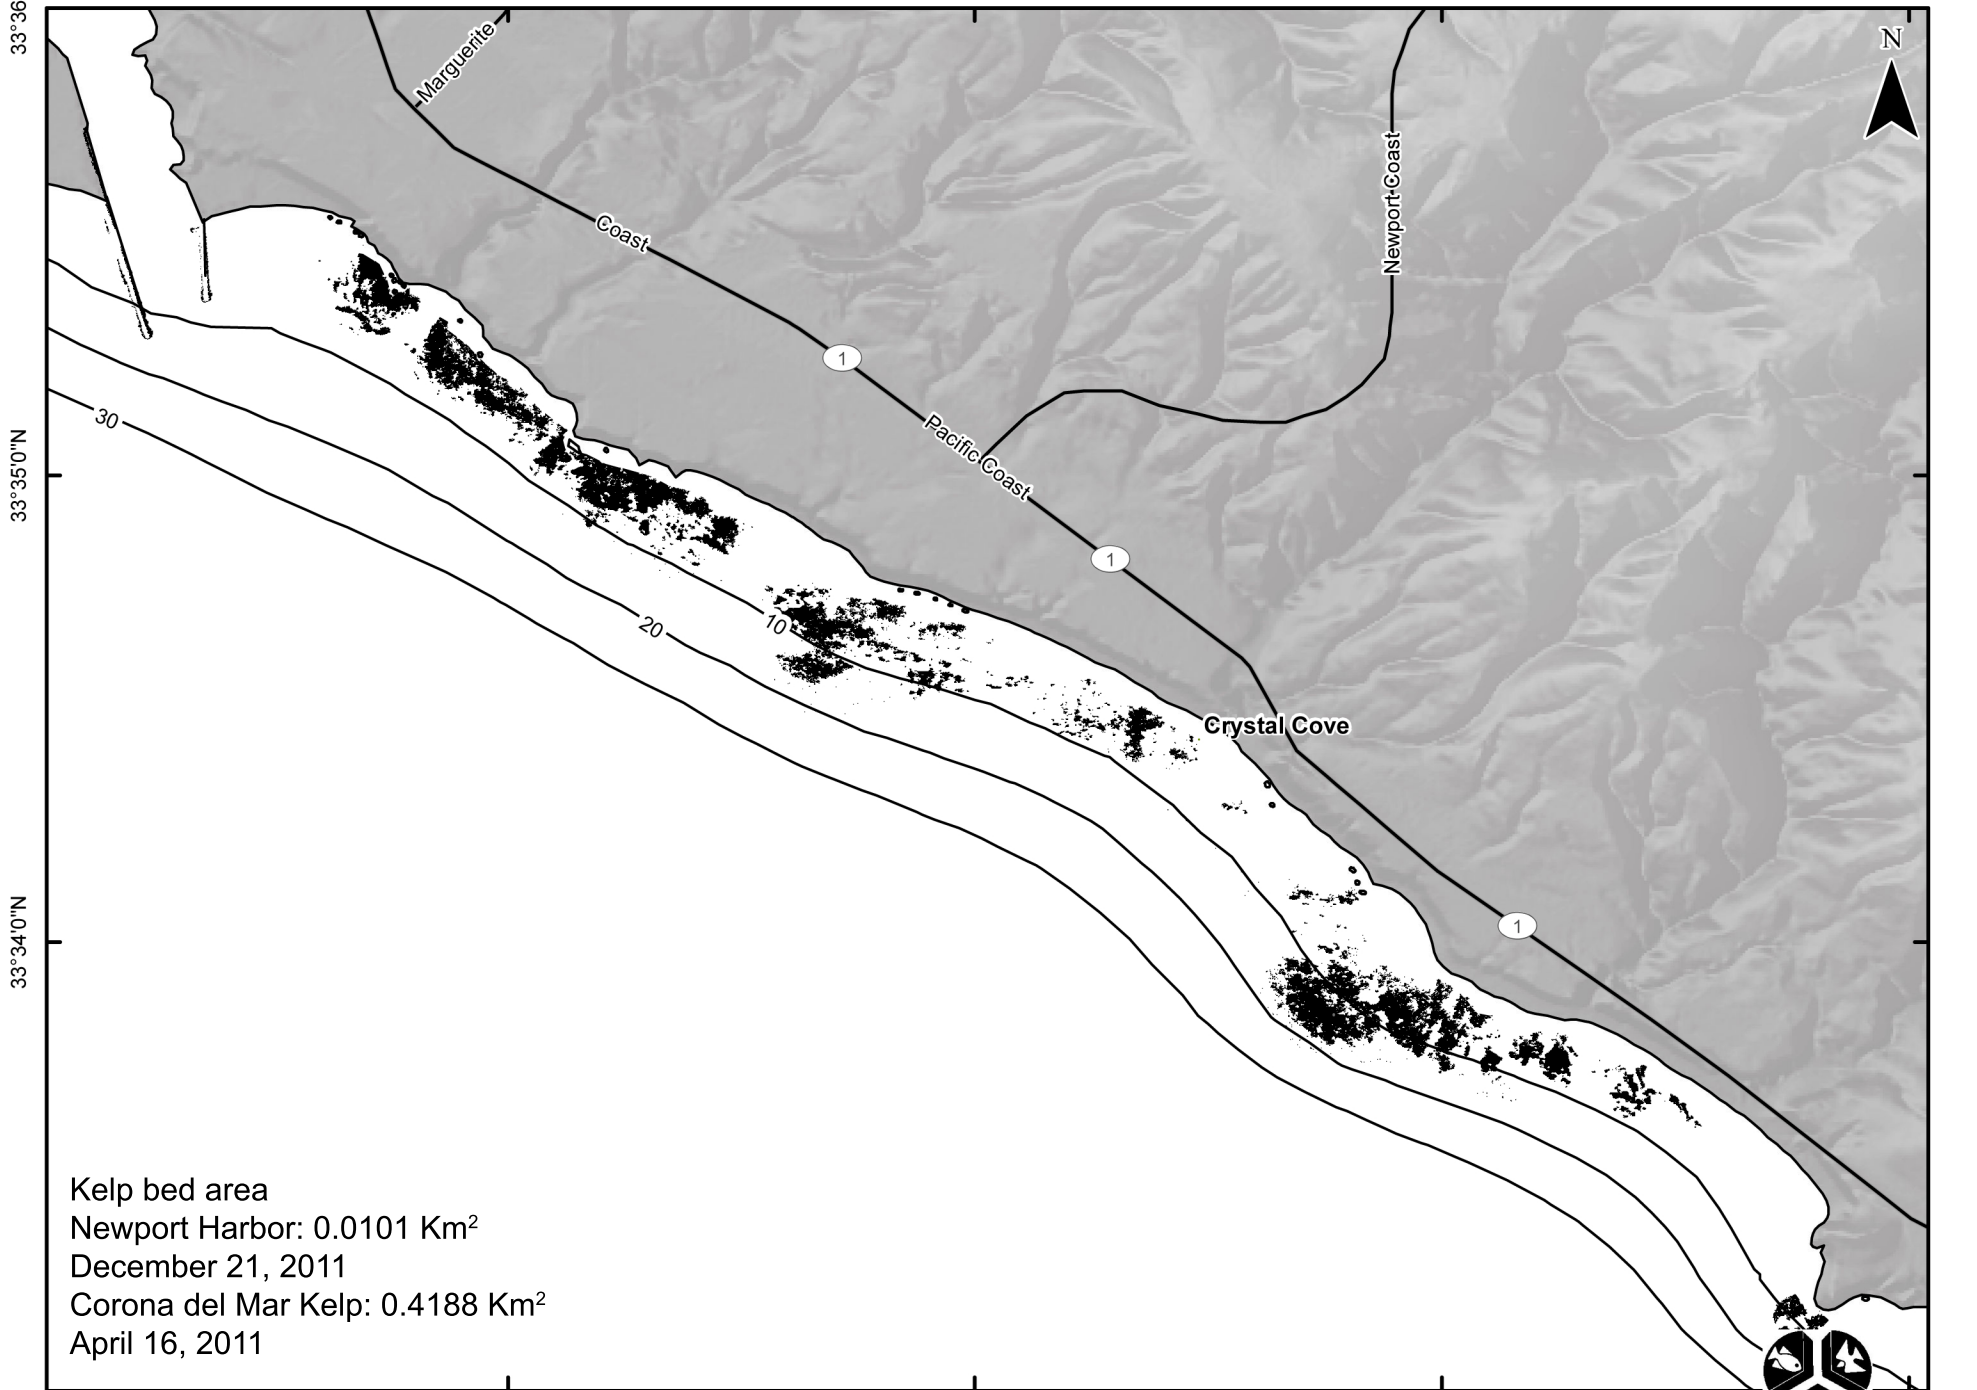 33°36
N
Marguerite
Newport Coast
Coast
1
30
Pacific Coast
33°35'0"N
1
20
10
Crystal Cove
1
33°34'0"N
Kelp bed area
Newport Harbor: 0.0101 Km²
December 21, 2011
Corona del Mar Kelp: 0.4188 Km²
April 16, 2011